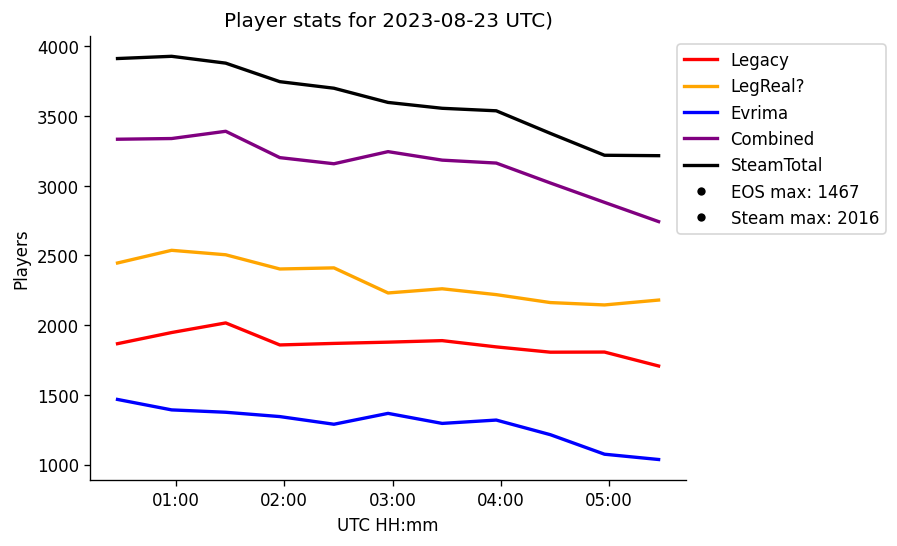 Player stats for 2023-08-23 UTC)
4000
3500
3000
2500
2000
1500
1000
Players
01:00 02:00 03:00 04:00 05:00
UTC HH:mm
Legacy
LegReal?
Evrima
Combined
SteamTotal
EOS max: 1467
Steam max: 2016